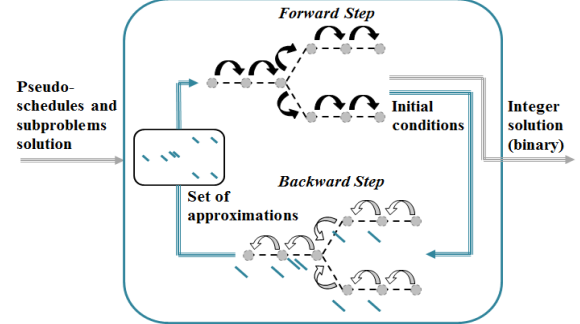 Forward Step
Pseudo-
schedules and
subproblems
solution
Initial
conditions
Integer
solution
(binary)
Set of
approximations
Backward Step